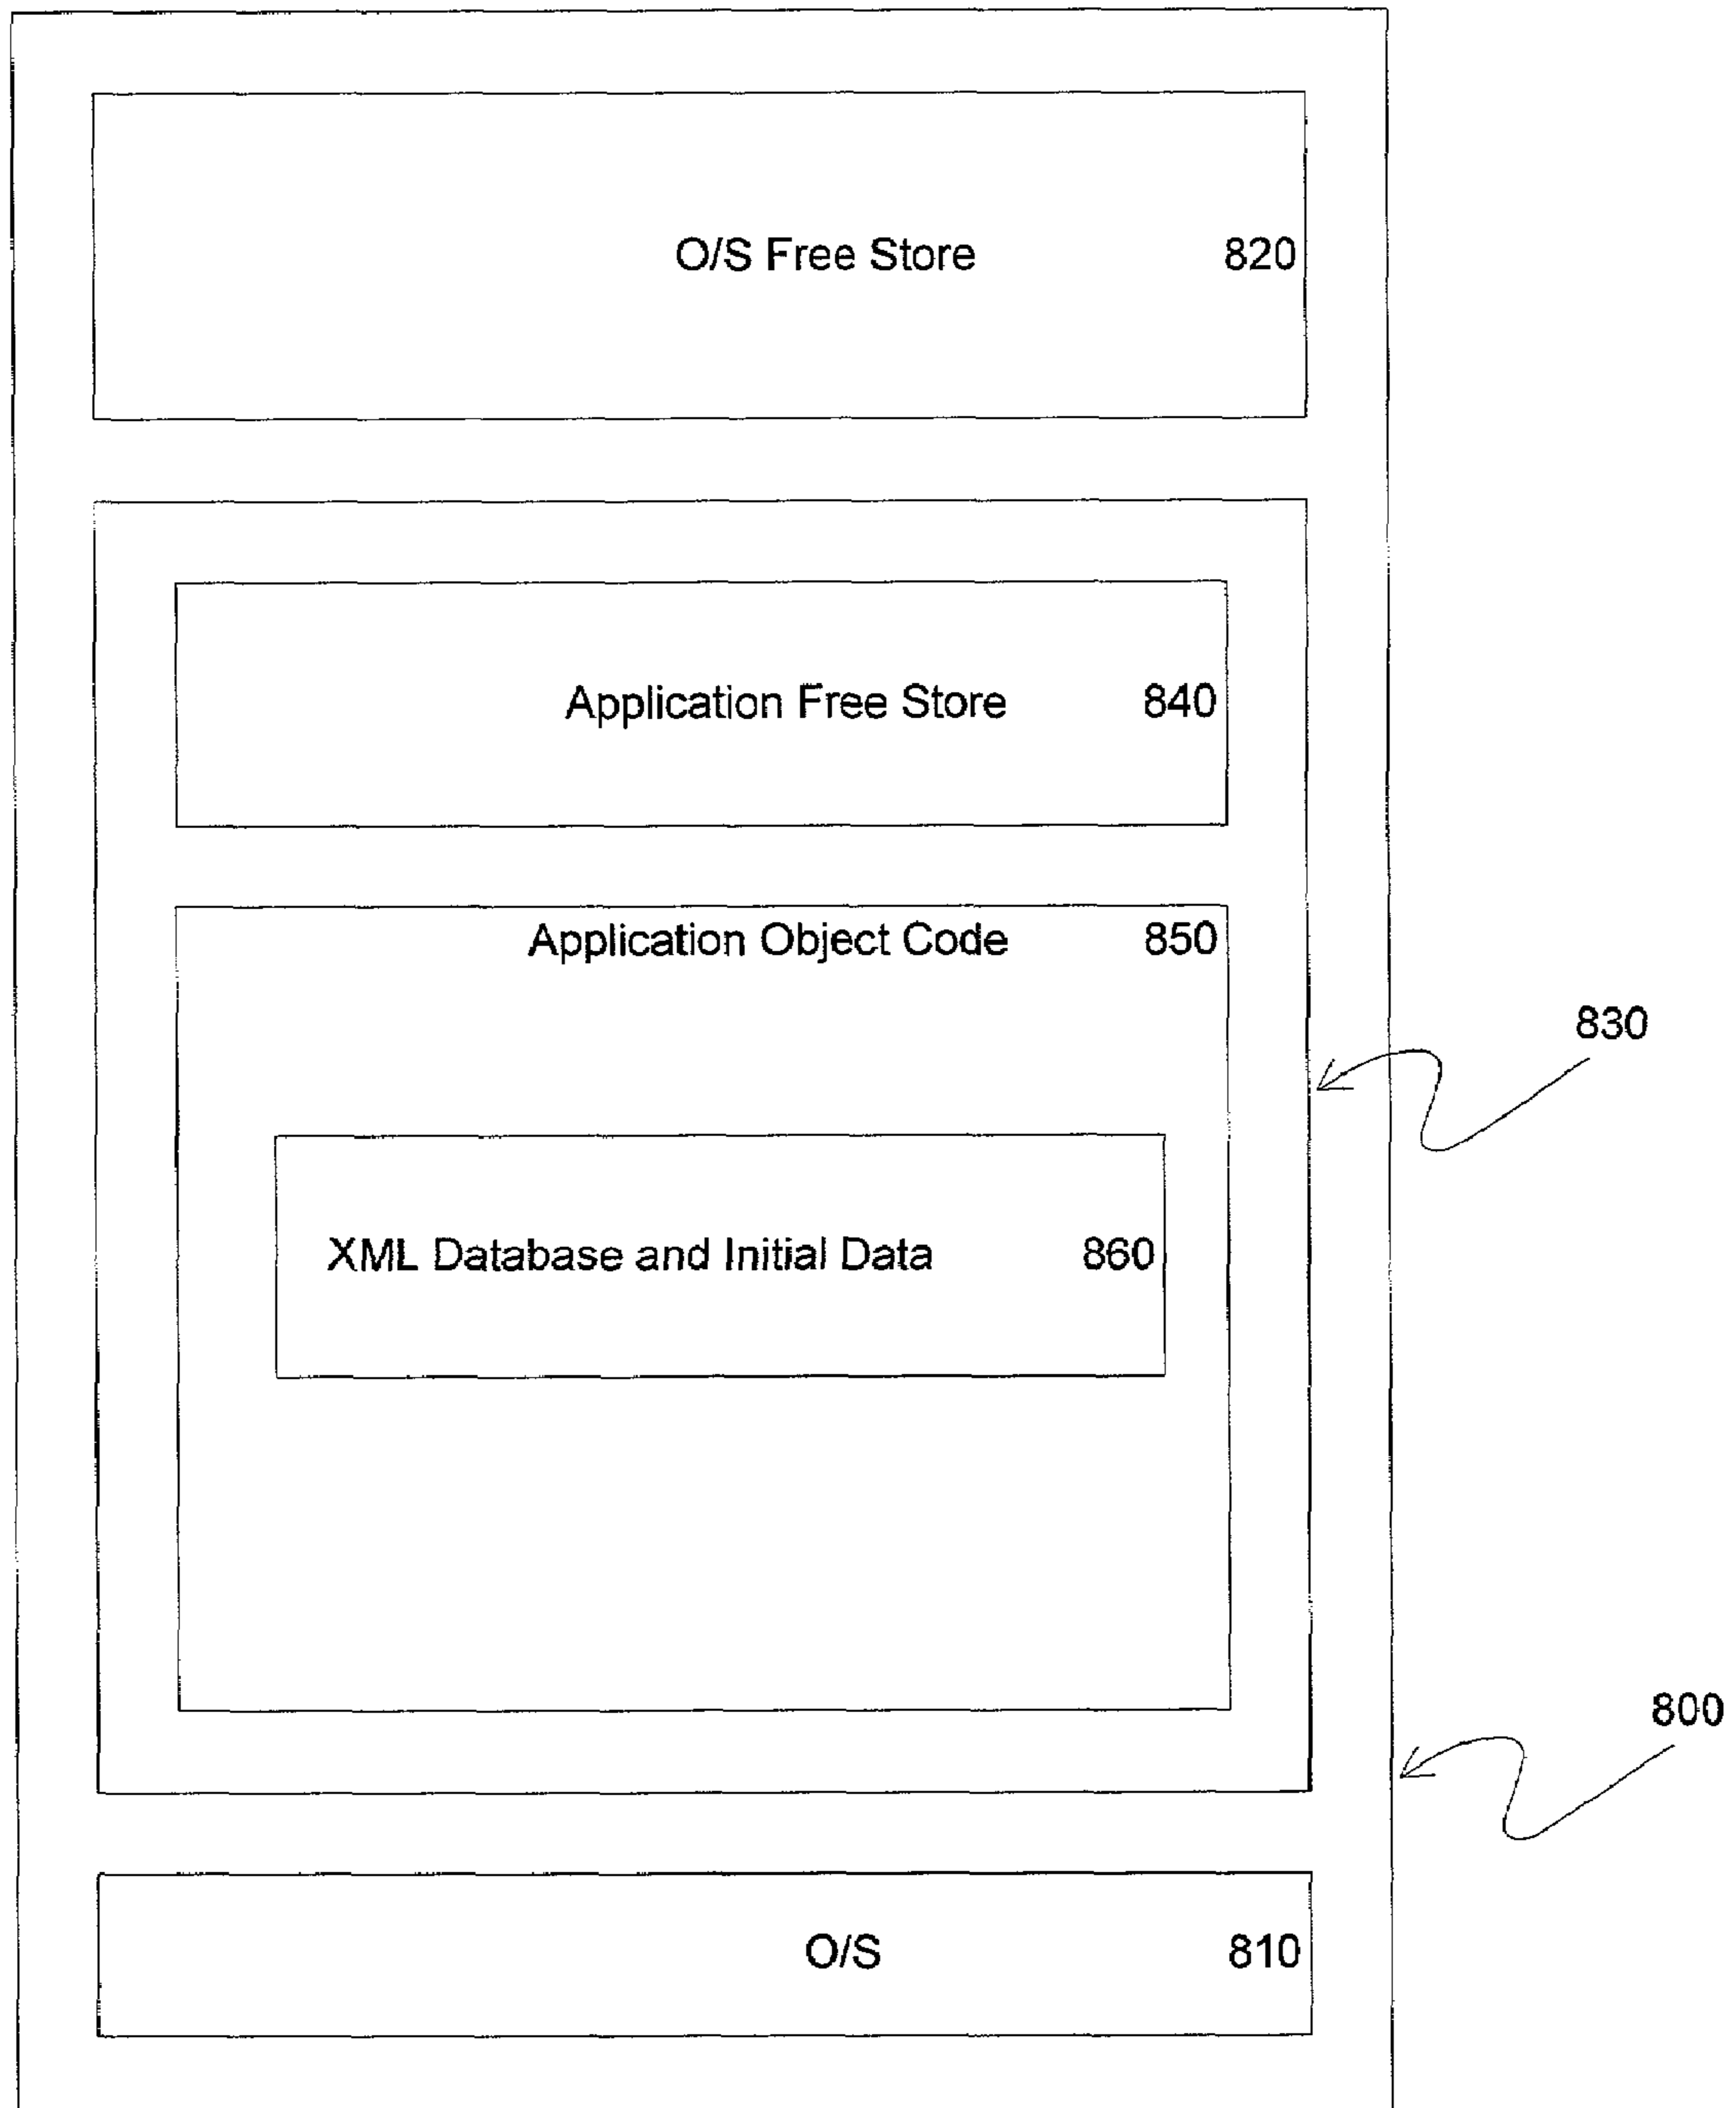 O/S Free Store 820
Application Free Store 840
Application Object Code 850
830
XML Database and Initial Data 860
800
O/S 810